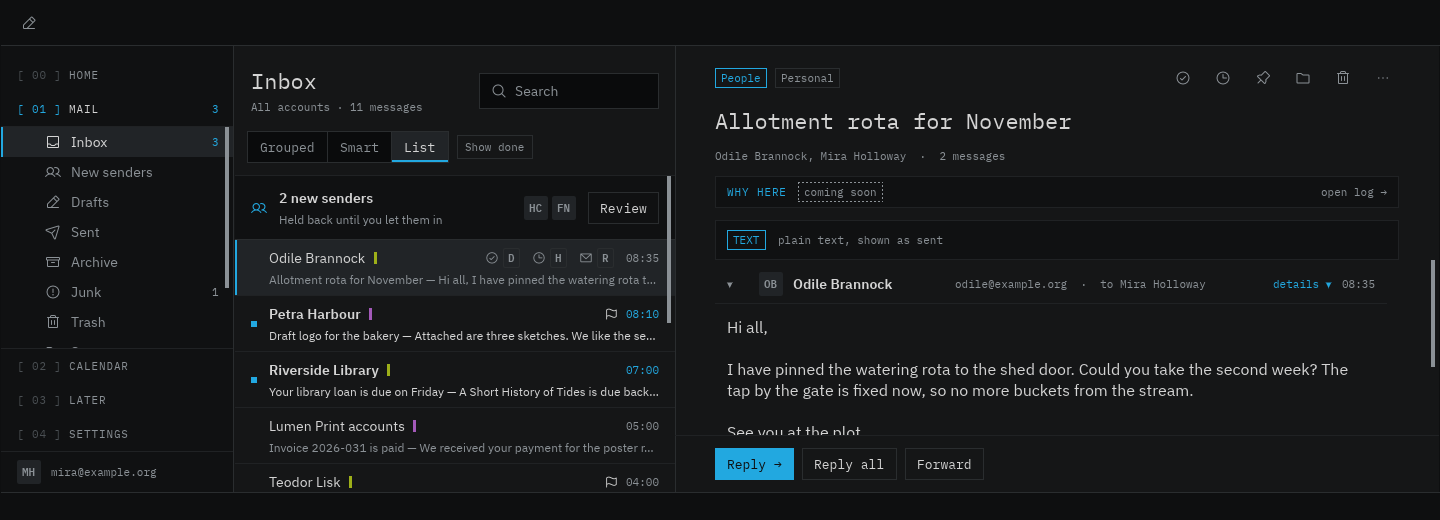 [ 00 ] HOME
[ 01 ] MAIL 3
Inbox 3
New senders
Drafts
Sent
Archive
Junk 1
Trash
[ 02 ] CALENDAR
[ 03 ] LATER
[ 04 ] SETTINGS
MH mira@example.org
Inbox
All accounts · 11 messages
Search
Grouped Smart List Show done
2 new senders
Held back until you let them in
HC FN Review
Odile Brannock D H R 08:35
Allotment rota for November — Hi all, I have pinned the watering rota t...
Petra Harbour 08:10
Draft logo for the bakery — Attached are three sketches. We like the se...
Riverside Library 07:00
Your library loan is due on Friday — A Short History of Tides is due back...
Lumen Print accounts 05:00
Invoice 2026-031 is paid — We received your payment for the poster r...
Teodor Lisk 04:00
People Personal
Allotment rota for November
Odile Brannock, Mira Holloway · 2 messages
WHY HERE coming soon open log →
TEXT plain text, shown as sent
▾ OB Odile Brannock odile@example.org · to Mira Holloway details ▾ 08:35
Hi all,
I have pinned the watering rota to the shed door. Could you take the second week? The
tap by the gate is fixed now, so no more buckets from the stream.
See you at the plot
Reply → Reply all Forward